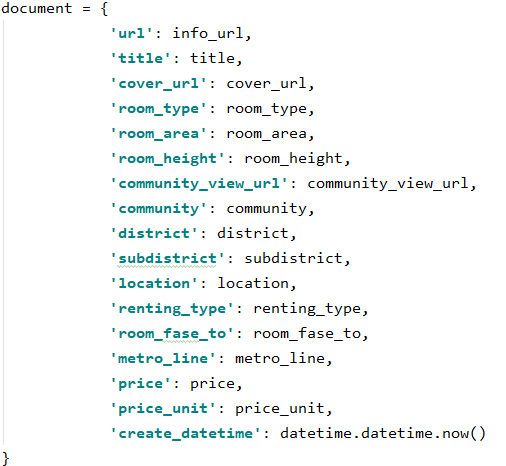 document = {
'url': info_url,
'title': title,
'cover_url': cover_url,
'room_type': room_type,
'room_area': room_area,
'room_height': room_height,
'community_view_url': community_view_url,
'community': community,
'district': district,
'subdistrict': subdistrict,
'location': location,
'renting_type': renting_type,
'room_fase_to': room_fase_to,
'metro_line': metro_line,
'price': price,
'price_unit': price_unit,
'create_datetime': datetime.datetime.now()
}